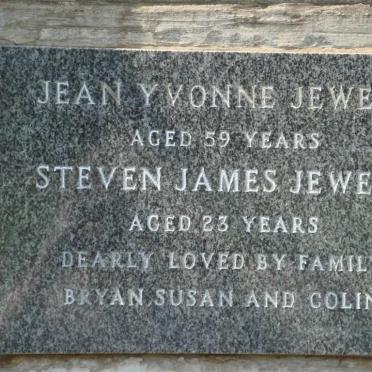 JEAN YVONNE JEWE
AGED 59 YEARS
STEVEN JAMES JEWE
AGED 23 YEARS
DEARLY LOVED BY FAMIL
BRYAN, SUSAN AND COLIN